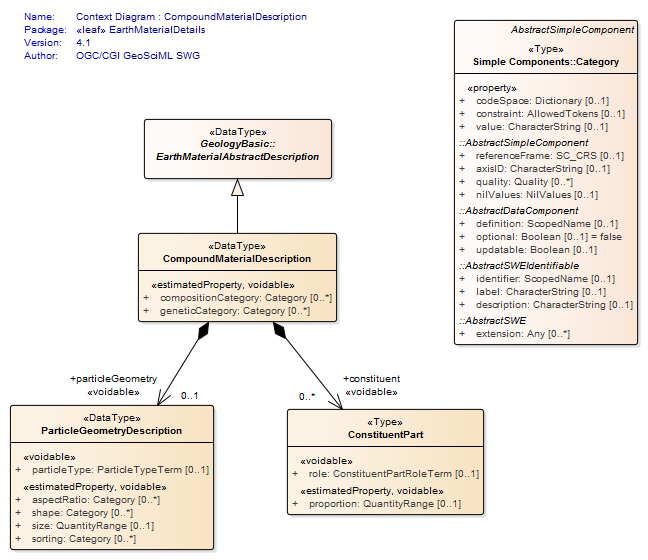 Name: Context Diagram : CompoundMaterialDescription
Package: «leaf» EarthMaterialDetails
Version: 4.1
Author: OGC/CGI GeoSciML SWG
AbstractSimpleComponent
«Type»
Simple Components::Category
«property»
+ codeSpace: Dictionary [0..1]
+ constraint: AllowedTokens [0..1]
+ value: CharacterString [0..1]
::AbstractSimpleComponent
+ referenceFrame: SC_CRS [0..1]
+ axisID: CharacterString [0..1]
+ quality: Quality [0..*]
+ nilValues: NilValues [0..1]
::AbstractDataComponent
+ definition: ScopedName [0..1]
+ optional: Boolean [0..1] = false
+ updatable: Boolean [0..1]
::AbstractSWEIdentifiable
+ identifier: ScopedName [0..1]
+ label: CharacterString [0..1]
+ description: CharacterString [0..1]
::AbstractSWE
+ extension: Any [0..*]
«DataType»
GeologyBasic::
EarthMaterialAbstractDescription
«DataType»
CompoundMaterialDescription
«estimatedProperty, voidable»
+ compositionCategory: Category [0..*]
+ geneticCategory: Category [0..*]
+particleGeometry
«voidable»
0..1
+constituent
«voidable»
0..*
«DataType»
ParticleGeometryDescription
«voidable»
+ particleType: ParticleTypeTerm [0..1]
«estimatedProperty, voidable»
+ aspectRatio: Category [0..*]
+ shape: Category [0..*]
+ size: QuantityRange [0..1]
+ sorting: Category [0..*]
«Type»
ConstituentPart
«voidable»
+ role: ConstituentPartRoleTerm [0..1]
«estimatedProperty, voidable»
+ proportion: QuantityRange [0..1]